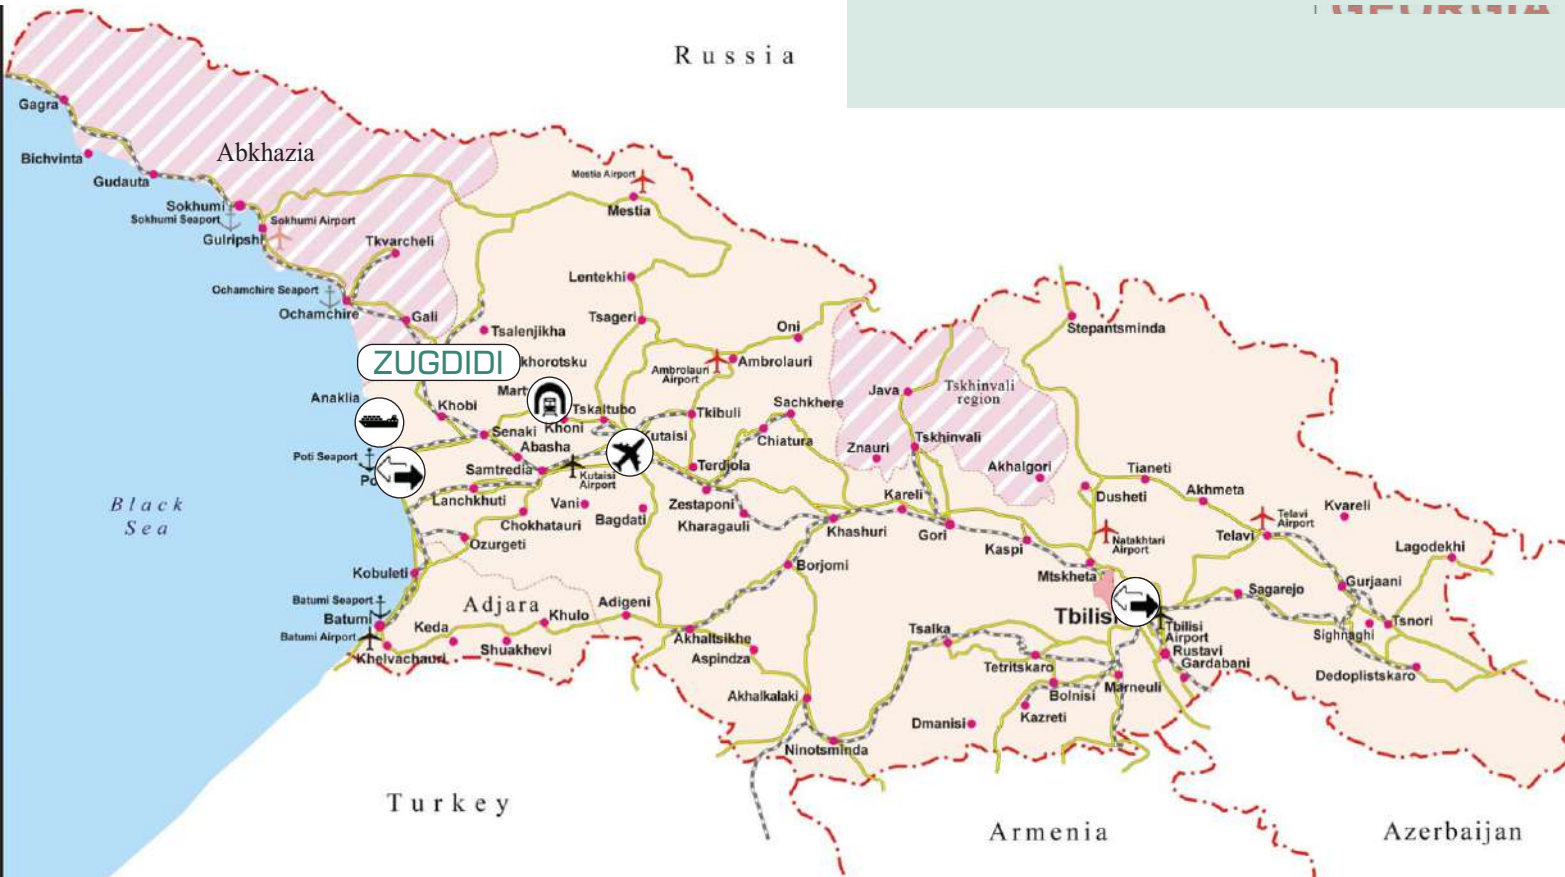 GEORGIA
Russia
Gagra
Abkhazia
Bichvinta
Gudauta
Mestia Airport
Mestia
Sokhumi
Sokhumi Seaport
Sokhumi Airport
Gulripshi
Tkvarcheli
Lentekhi
Ochamchire Seaport
Ochamchire
Gali
Tsageri
Oni
Tsalenjikha
Stepantsminda
ZUGDIDI
khorotsku
Ambrolauri
Ambrolauri
Airport
Mart
Java
Tskhinvali
region
Anaklia
Khobi
Tskaltubo
Tkibuli
Sachkhere
Khoni
Senaki
Kutaisi
Chiatura
Tskhinvali
Znauri
Abasha
Poti Seaport
Po
Samtredia
Kutaisi
Airport
Terdjola
Akhalgori
Tianeti
Dusheti
Akhmeta
Kvareli
Lanchkhuti
Vani
Zestaponi
Kareli
Black
Sea
Chokhatauri
Bagdati
Kharagauli
Khashuri
Gori
Kaspi
Natakhtari
Airport
Telavi
Telavi
Airport
Lagodekhi
Ozurgeti
Kobuleti
Borjomi
Mtskheta
Gurjaani
Sagarejo
Batumi Seaport
Batumi
Batumi Airport
Adjara
Khulo
Adigeni
Keda
Shuakhevi
Khelvachauri
Akhaltsikhe
Aspindza
Tsalka
Tbilisi
Tbilisi
Airport
Rustavi
Gardabani
Sighnaghi
Tsnori
Dedoplistskaro
Tetritskaro
Akhalkalaki
Bolnisi
Marneuli
Kazreti
Dmanisi
Ninotsminda
Turkey
Armenia
Azerbaijan